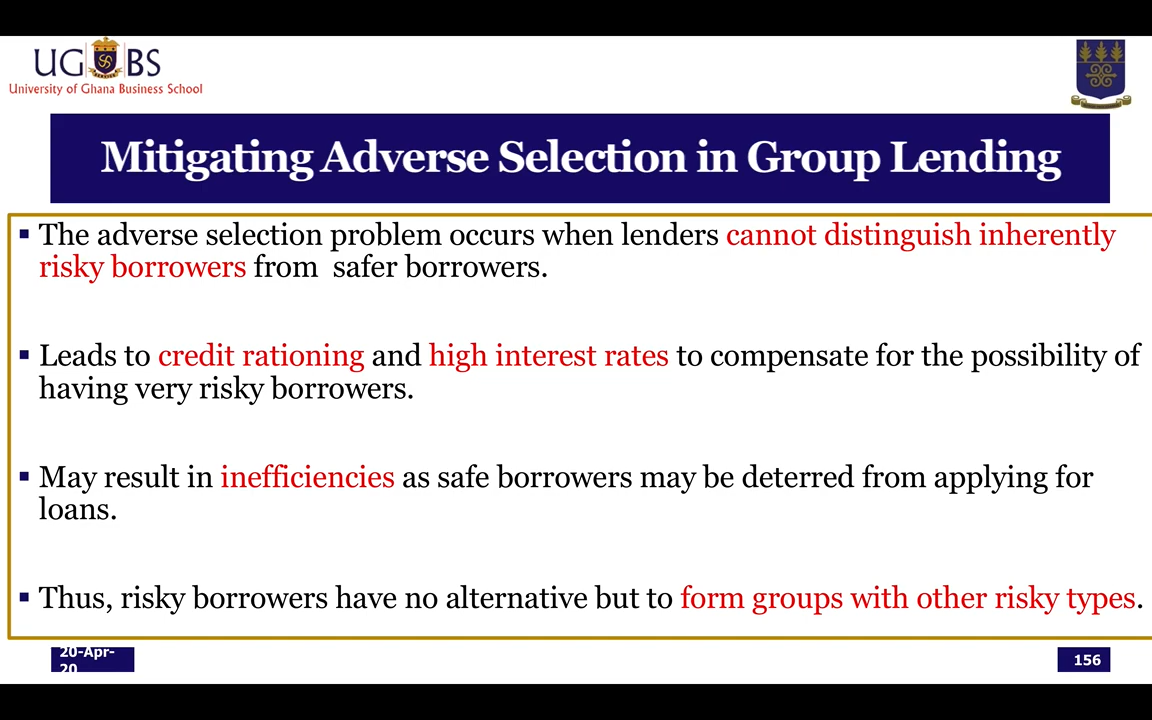 UG BS
University of Ghana Business School
Mitigating Adverse Selection in Group Lending
▪ The adverse selection problem occurs when lenders cannot distinguish inherently
risky borrowers from safer borrowers.
▪ Leads to credit rationing and high interest rates to compensate for the possibility of
having very risky borrowers.
▪ May result in inefficiencies as safe borrowers may be deterred from applying for
loans.
▪ Thus, risky borrowers have no alternative but to form groups with other risky types.
20-Apr-
20
156